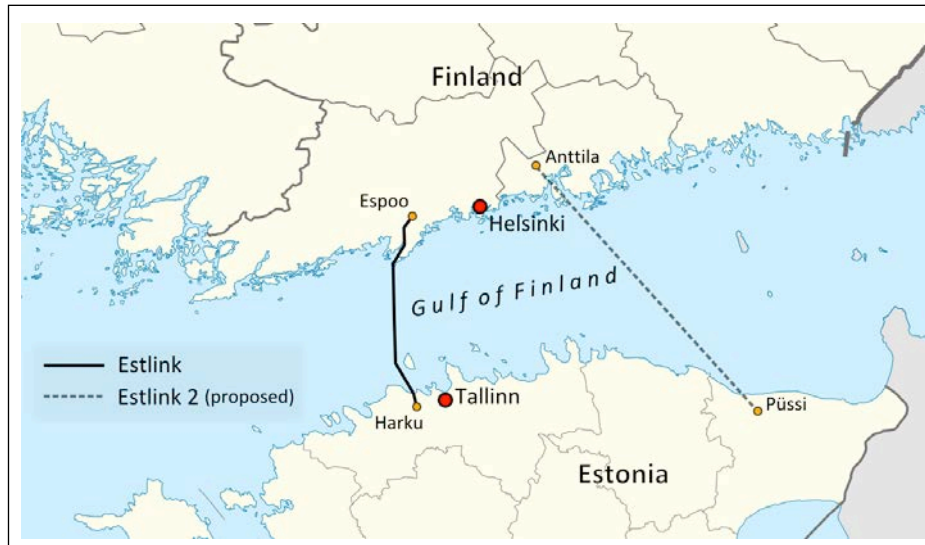 Finland
Anttila
Espoo
Helsinki
Gulf of Finland
Estlink
Estlink 2 (proposed)
Tallinn
Harku
Püssi
Estonia